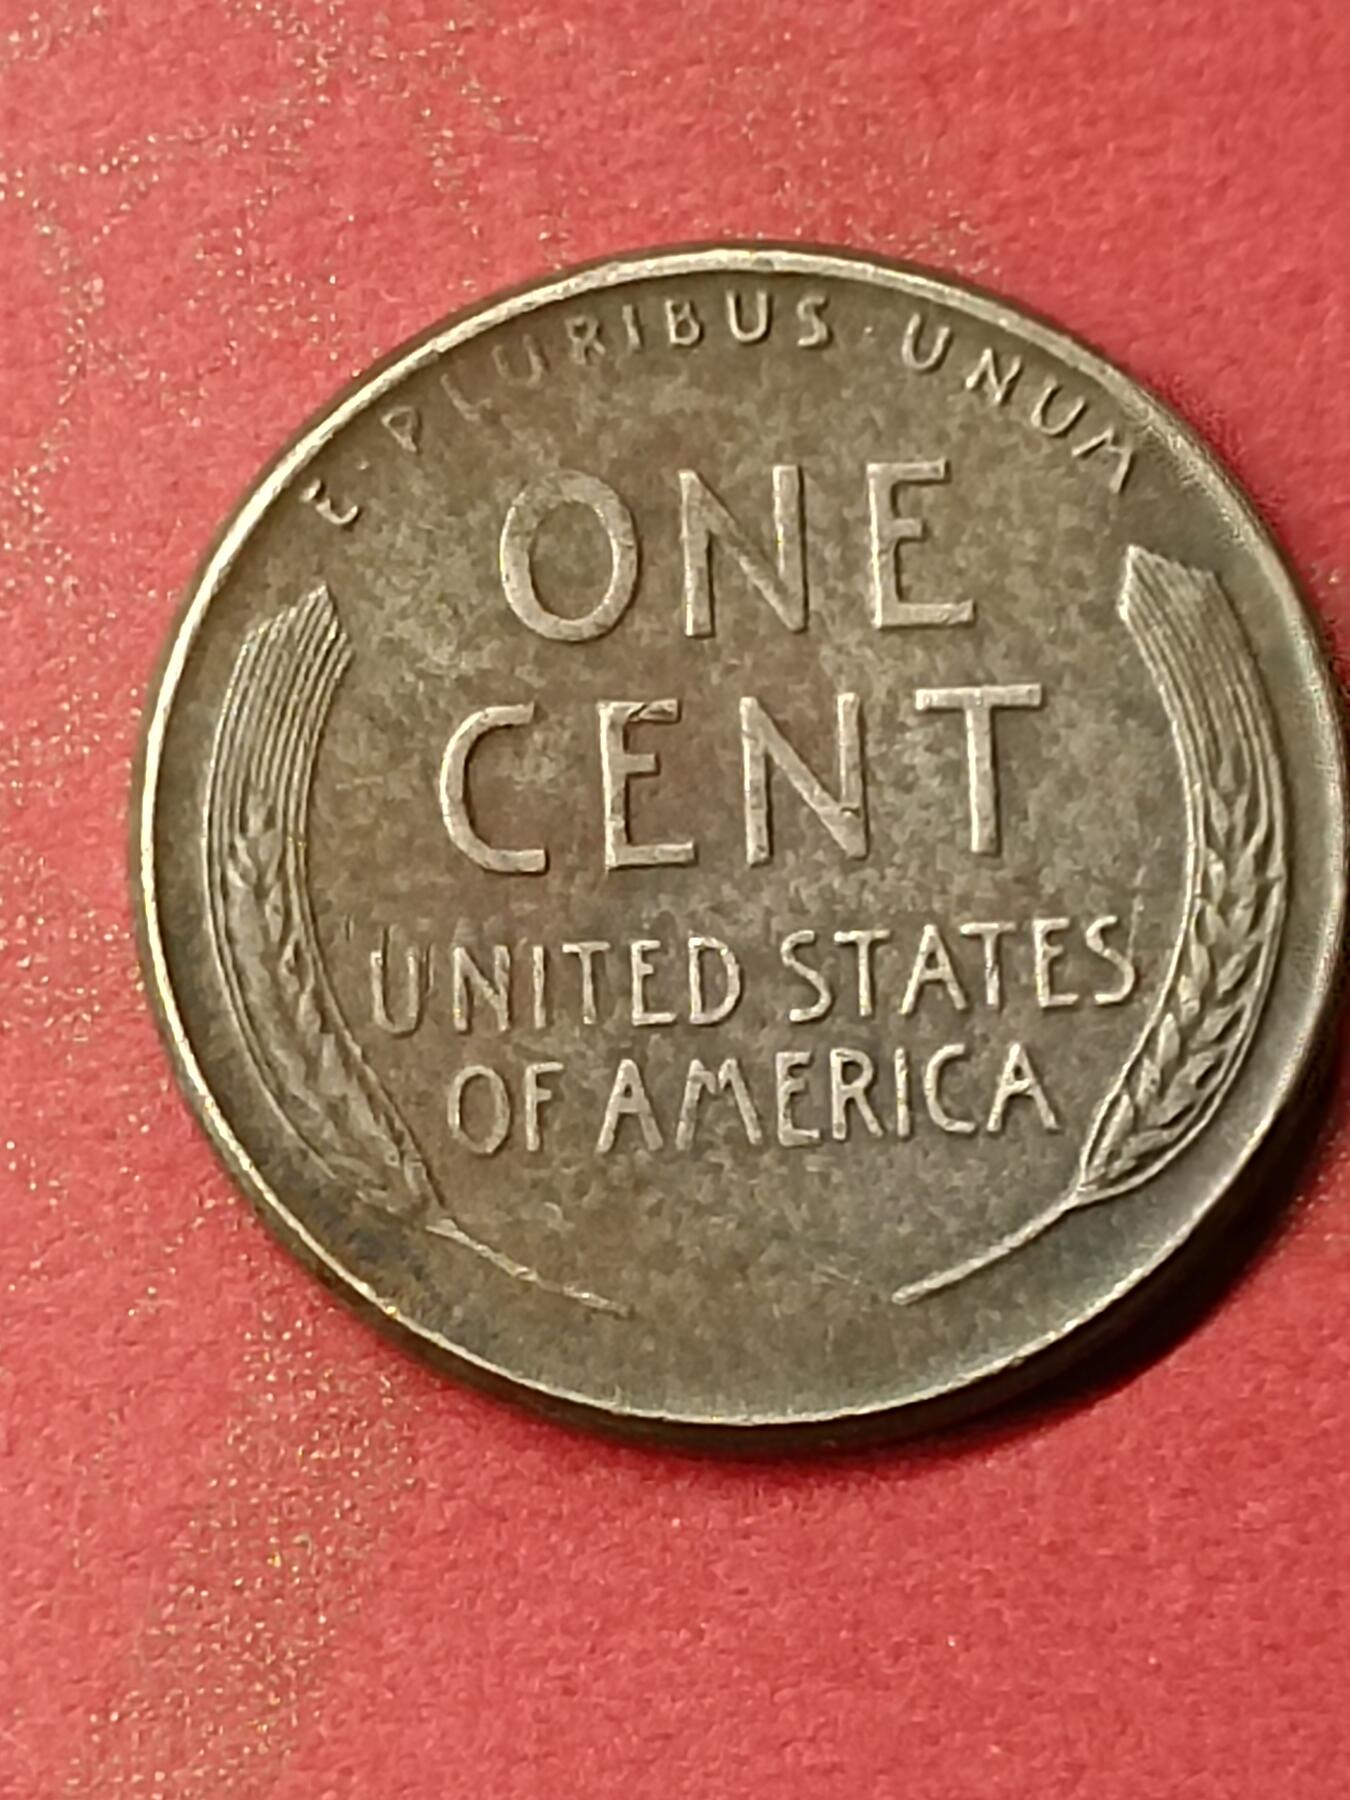 E · PLURIBUS · UNUM
ONE
CENT
UNITED STATES
OF AMERICA